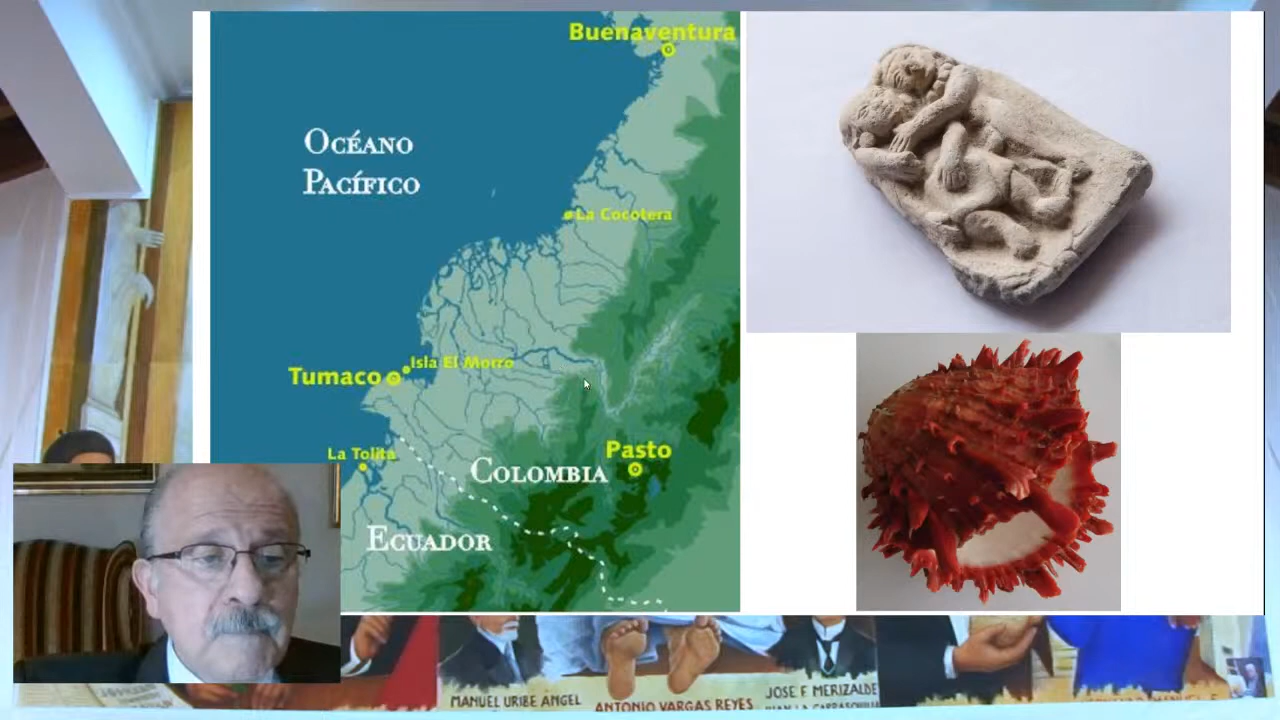 Buenaventura
Océano
Pacífico
La Cocotera
Isla El Morro
Tumaco
La Tolita
Pasto
Colombia
Ecuador
MANUEL URIBE ANGEL
ANTONIO VARGAS REYES
JOSE F. MERIZALDE